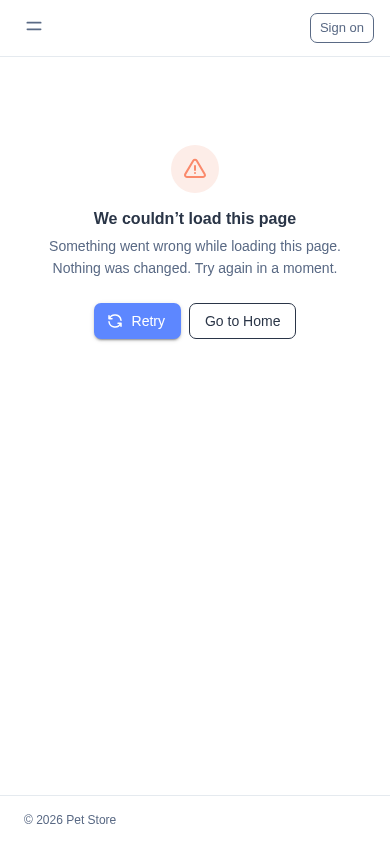 Sign on
We couldn’t load this page
Something went wrong while loading this page.
Nothing was changed. Try again in a moment.
Retry
Go to Home
© 2026 Pet Store